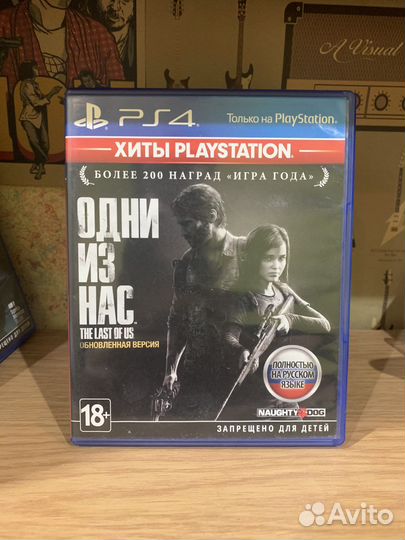 A Visual
PS4
Только на PlayStation®
ХИТЫ PLAYSTATION®
БОЛЕЕ 200 НАГРАД «ИГРА ГОДА»
ОДНИ
ИЗ
НАС
THE LAST OF US
ОБНОВЛЕННАЯ ВЕРСИЯ
ПОЛНОСТЬЮ
НА РУССКОМ
ЯЗЫКЕ
18+
NAUGHTY DOG
ЗАПРЕЩЕНО ДЛЯ ДЕТЕЙ
Avito